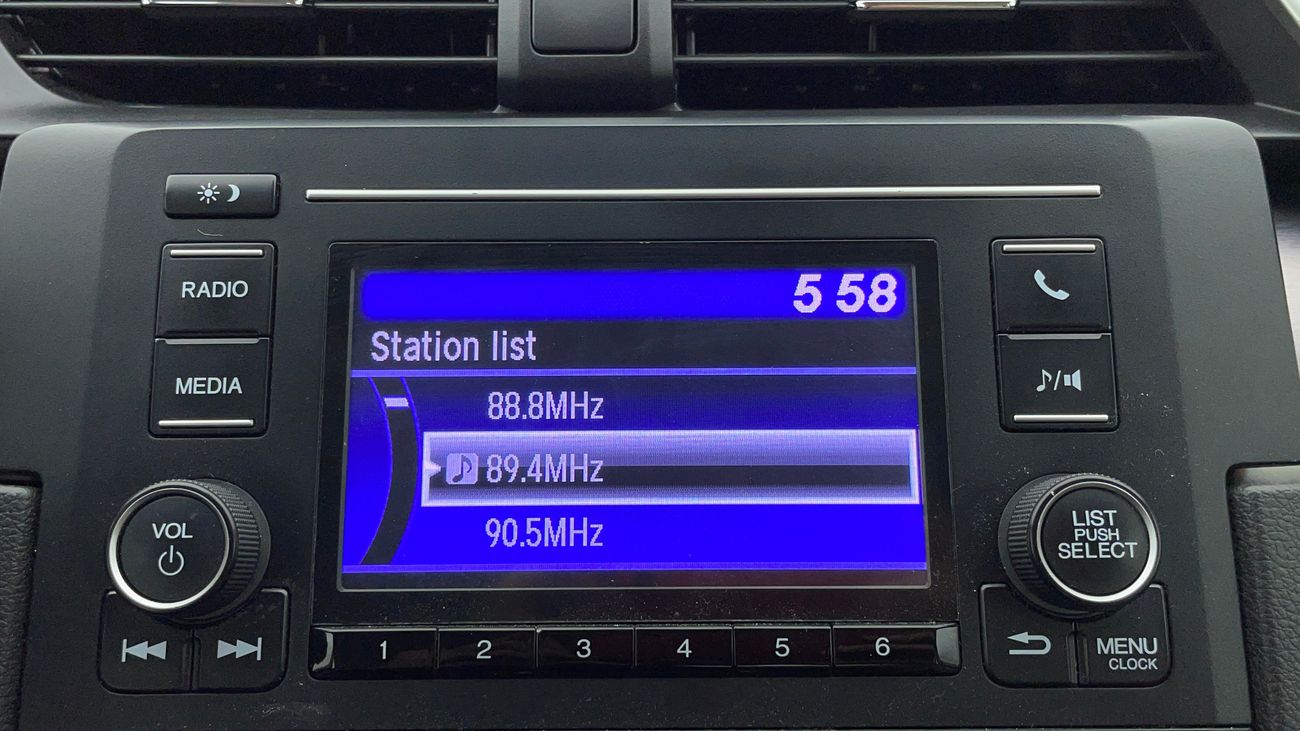 5 58
RADIO
Station list
MEDIA
88.8MHz
89.4MHz
90.5MHz
VOL
LIST
PUSH
SELECT
1 2 3 4 5 6
MENU
CLOCK